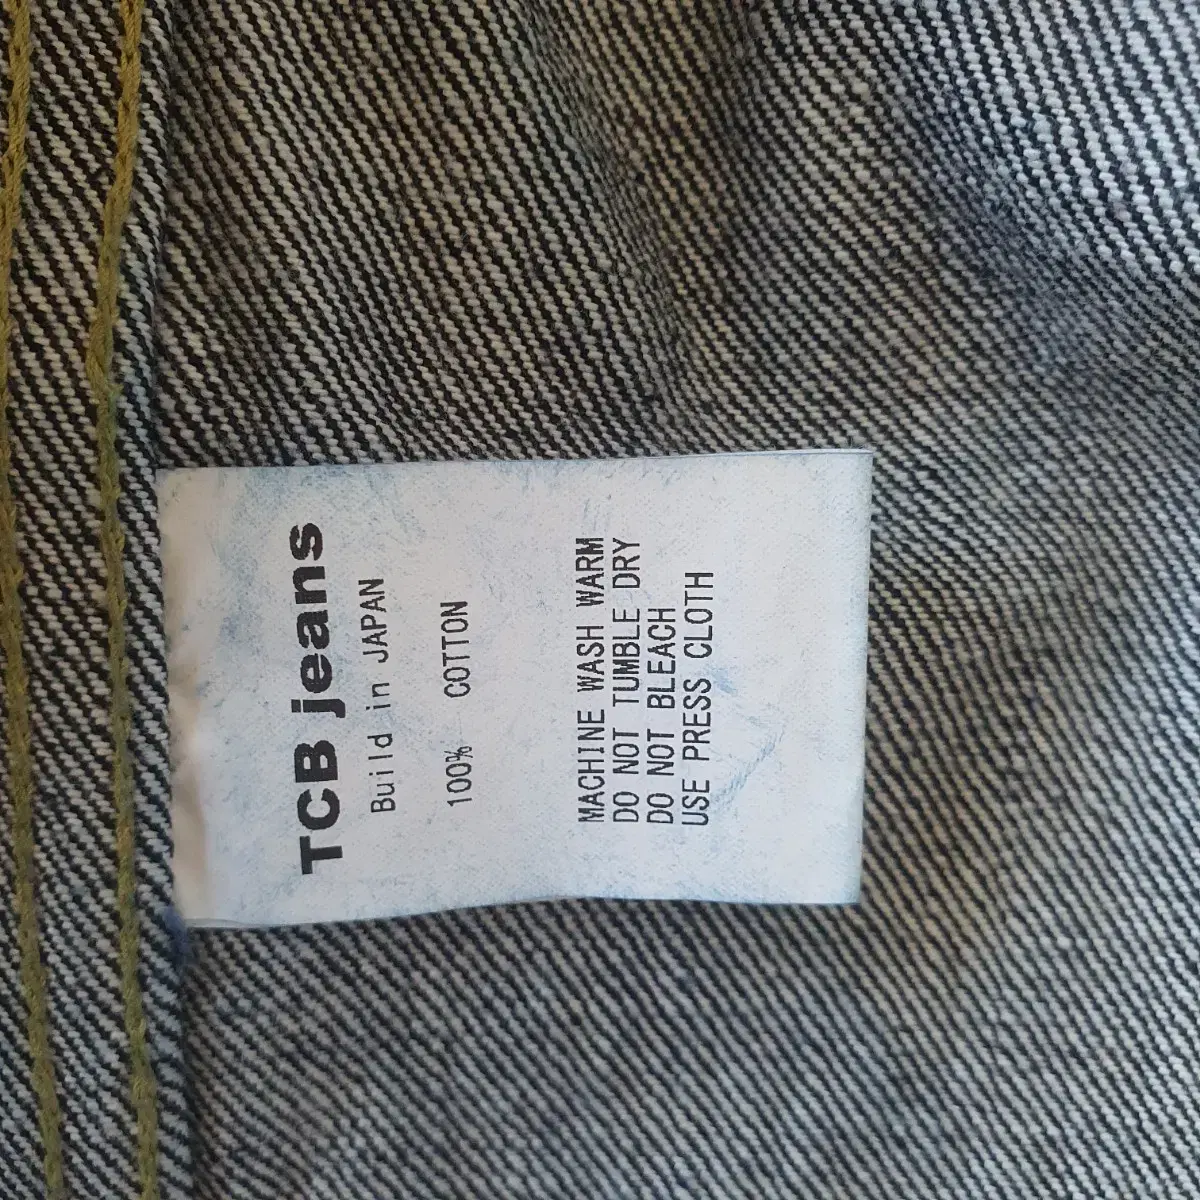 TCB jeans
Build in JAPAN
100% COTTON
MACHINE WASH WARM
DO NOT TUMBLE DRY
DO NOT BLEACH
USE PRESS CLOTH